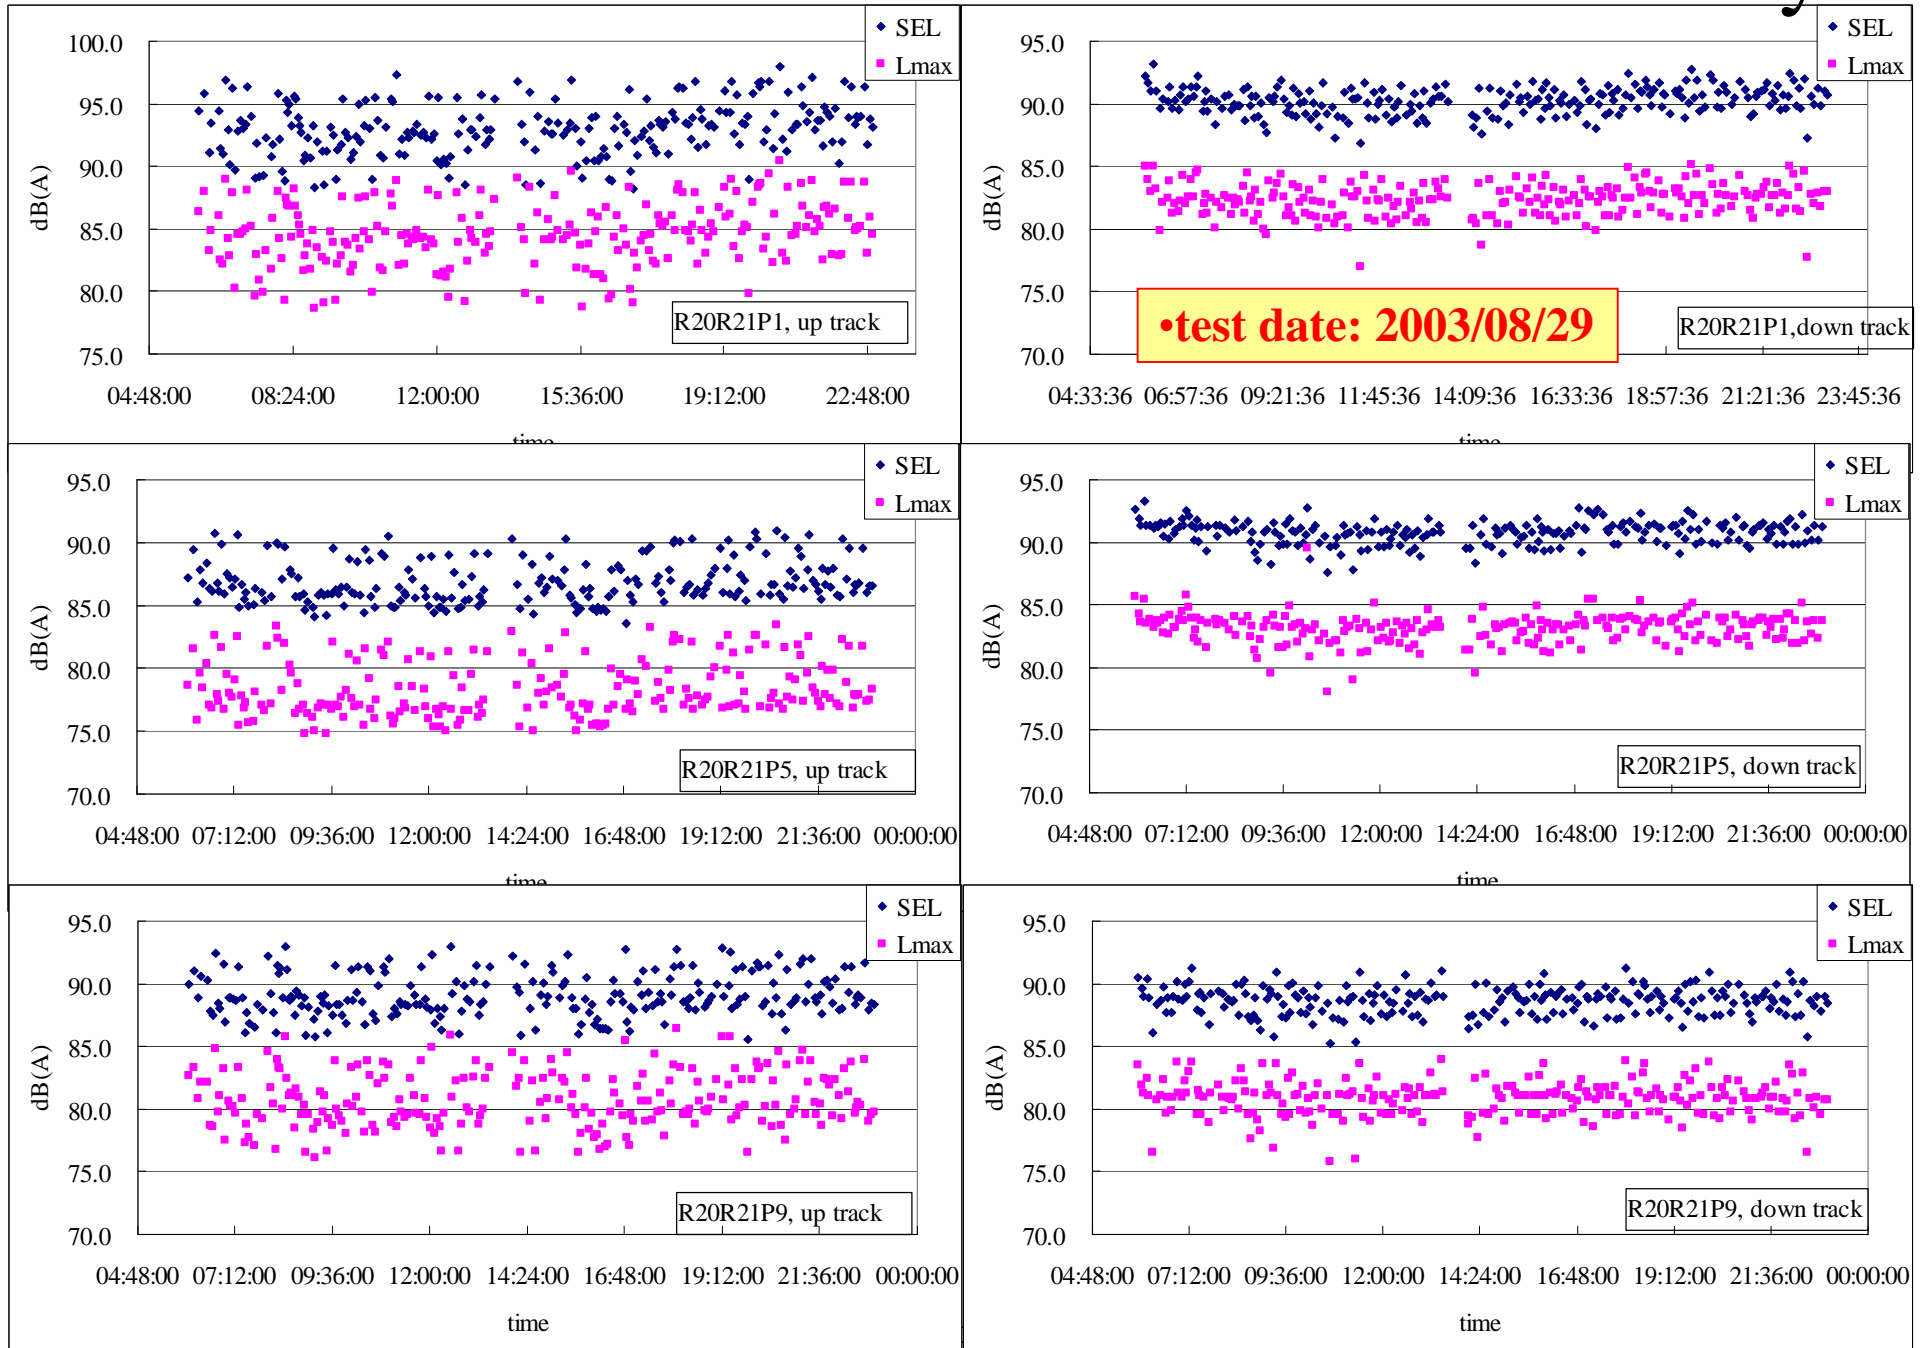 y
SEL
Lmax
100.0
95.0
90.0
85.0
80.0
75.0
dB(A)
R20R21P1, up track
04:48:00 08:24:00 12:00:00 15:36:00 19:12:00 22:48:00
time
SEL
Lmax
95.0
90.0
85.0
80.0
75.0
70.0
dB(A)
•test date: 2003/08/29
R20R21P1,down track
04:33:36 06:57:36 09:21:36 11:45:36 14:09:36 16:33:36 18:57:36 21:21:36 23:45:36
time
SEL
Lmax
95.0
90.0
85.0
80.0
75.0
70.0
dB(A)
R20R21P5, up track
04:48:00 07:12:00 09:36:00 12:00:00 14:24:00 16:48:00 19:12:00 21:36:00 00:00:00
time
SEL
Lmax
95.0
90.0
85.0
80.0
75.0
70.0
dB(A)
R20R21P5, down track
04:48:00 07:12:00 09:36:00 12:00:00 14:24:00 16:48:00 19:12:00 21:36:00 00:00:00
time
SEL
Lmax
95.0
90.0
85.0
80.0
75.0
70.0
dB(A)
R20R21P9, up track
04:48:00 07:12:00 09:36:00 12:00:00 14:24:00 16:48:00 19:12:00 21:36:00 00:00:00
time
SEL
Lmax
95.0
90.0
85.0
80.0
75.0
70.0
dB(A)
R20R21P9, down track
04:48:00 07:12:00 09:36:00 12:00:00 14:24:00 16:48:00 19:12:00 21:36:00 00:00:00
time